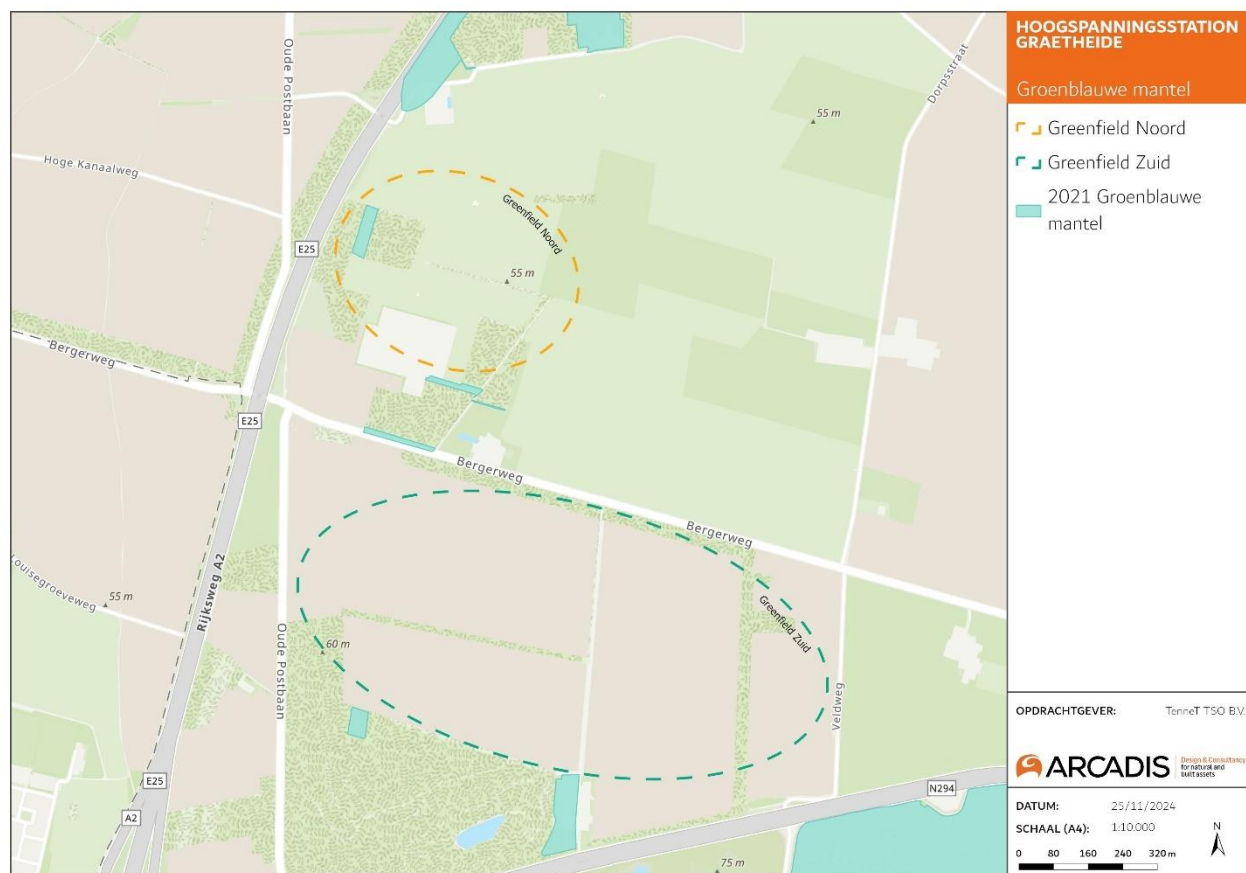 HOOGSPANNINGSSTATION
GRAETHEIDE
Groenblauwe mantel
Greenfield Noord
Greenfield Zuid
2021 Groenblauwe
mantel
OPDRACHTGEVER: TenneT TSO B.V.
ARCADIS
Design & Consultancy
for natural and
built assets
DATUM: 25/11/2024
SCHAAL (A4): 1:10.000
N
0 80 160 240 320 m
Oude Postbaan
Dorpsstraat
55 m
Hoge Kanaalweg
Greenfield Noord
E25
55 m
Bergerweg
E25
Bergerweg
Bergerweg
Rijksweg A2
Louisegroeveweg
55 m
Greenfield Zuid
Oude Postbaan
60 m
Veldweg
E25
N294
A2
75 m